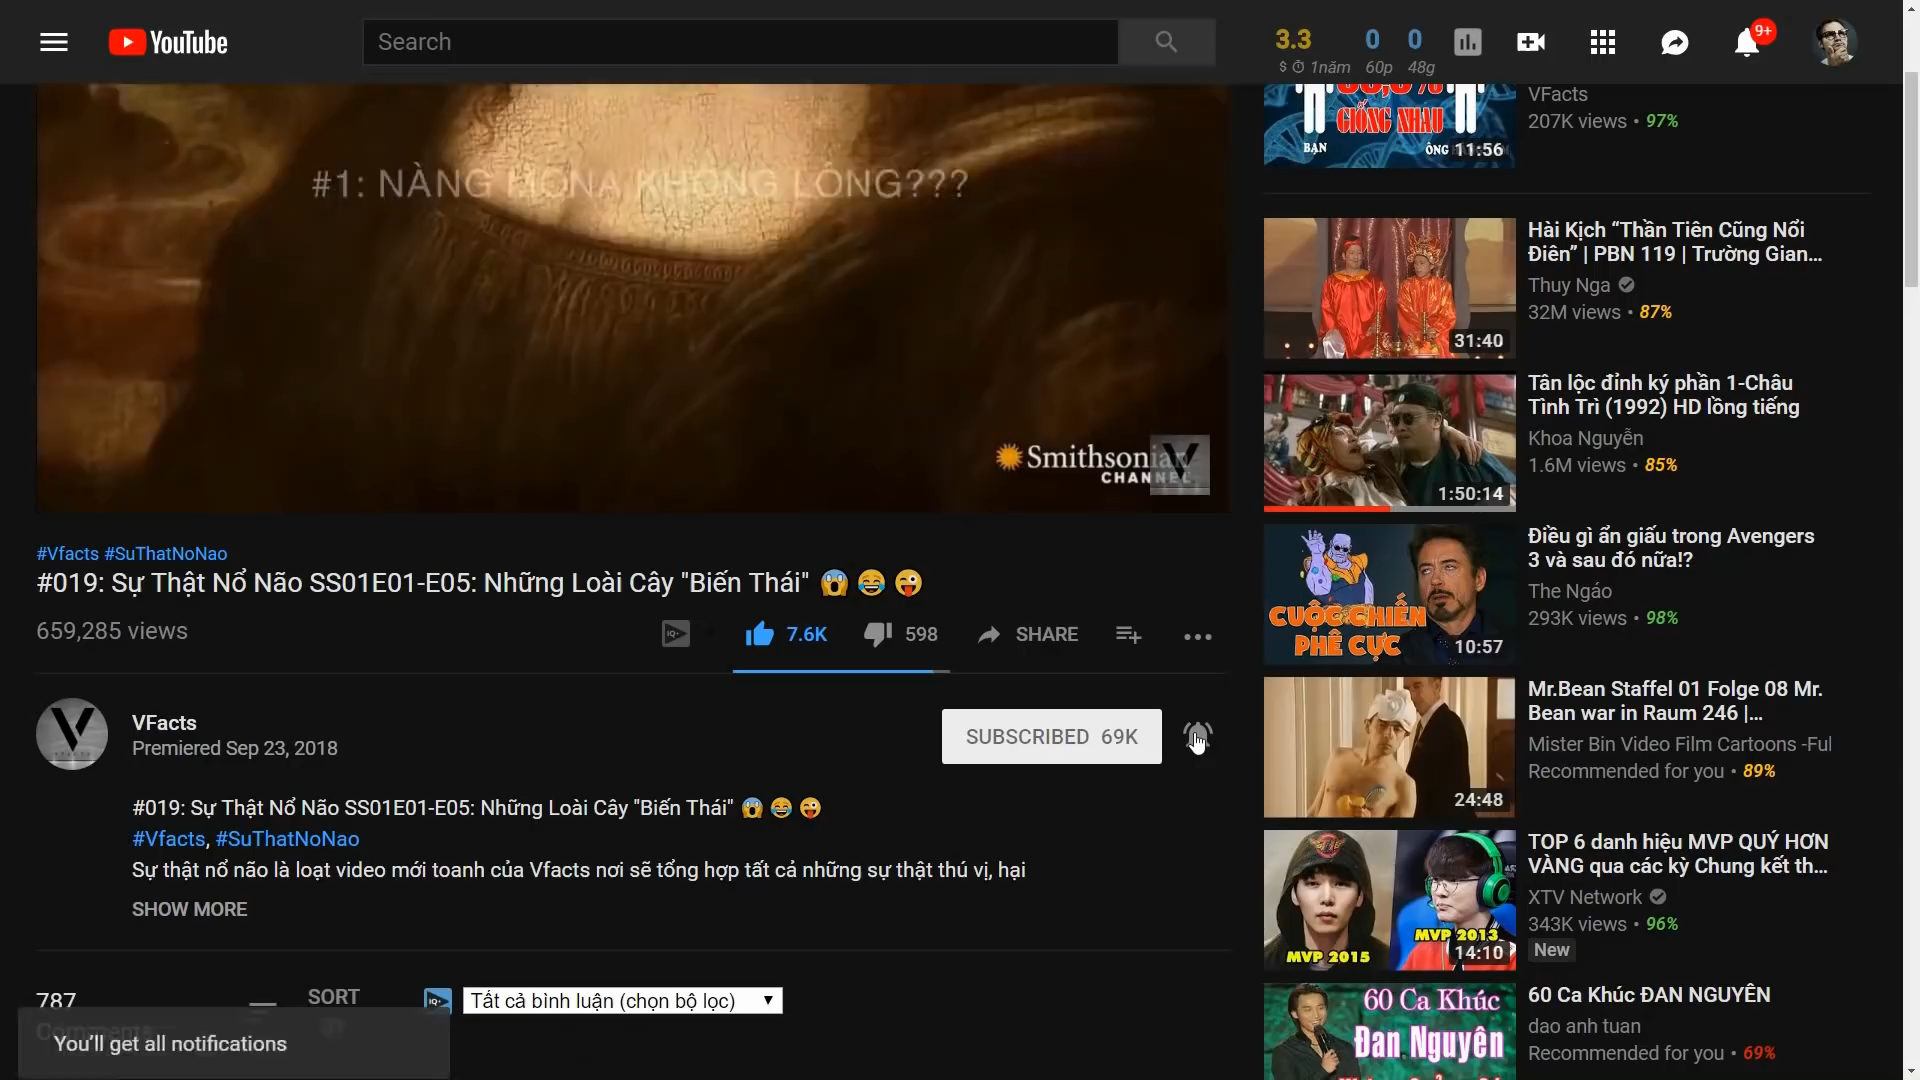 YouTube
Search
3.3
0
0
$ 1năm
60p
48g
9+
#1: NÀNG MONA KHÔNG LÔNG???
Smithsonian
CHANNEL
V
#Vfacts #SuThatNoNao
#019: Sự Thật Nổ Não SS01E01-E05: Những Loài Cây "Biến Thái" 😱 😂 😜
659,285 views
IQ+
7.6K
598
SHARE
VFacts
Premiered Sep 23, 2018
SUBSCRIBED 69K
#019: Sự Thật Nổ Não SS01E01-E05: Những Loài Cây "Biến Thái" 😱 😂 😜
#Vfacts, #SuThatNoNao
Sự thật nổ não là loạt video mới toanh của Vfacts nơi sẽ tổng hợp tất cả những sự thật thú vị, hại
SHOW MORE
787
Comments
SORT
IQ+
Tất cả bình luận (chọn bộ lọc)
You'll get all notifications
GIỐNG NHAU
BẠN
ÔNG
11:56
VFacts
207K views • 97%
31:40
Hài Kịch “Thần Tiên Cũng Nổi
Điên” | PBN 119 | Trường Gian...
Thuy Nga
32M views • 87%
1:50:14
Tân lộc đỉnh ký phần 1-Châu
Tinh Trì (1992) HD lồng tiếng
Khoa Nguyễn
1.6M views • 85%
CUỘC CHIẾN
PHÊ CỰC
10:57
Điều gì ẩn giấu trong Avengers
3 và sau đó nữa!?
The Ngáo
293K views • 98%
24:48
Mr.Bean Staffel 01 Folge 08 Mr.
Bean war in Raum 246 |...
Mister Bin Video Film Cartoons -Ful
Recommended for you • 89%
MVP 2015
MVP 2013
14:10
TOP 6 danh hiệu MVP QUÝ HƠN
VÀNG qua các kỳ Chung kết th...
XTV Network
343K views • 96%
New
60 Ca Khúc
Đan Nguyên
60 Ca Khúc ĐAN NGUYÊN
dao anh tuan
Recommended for you • 69%